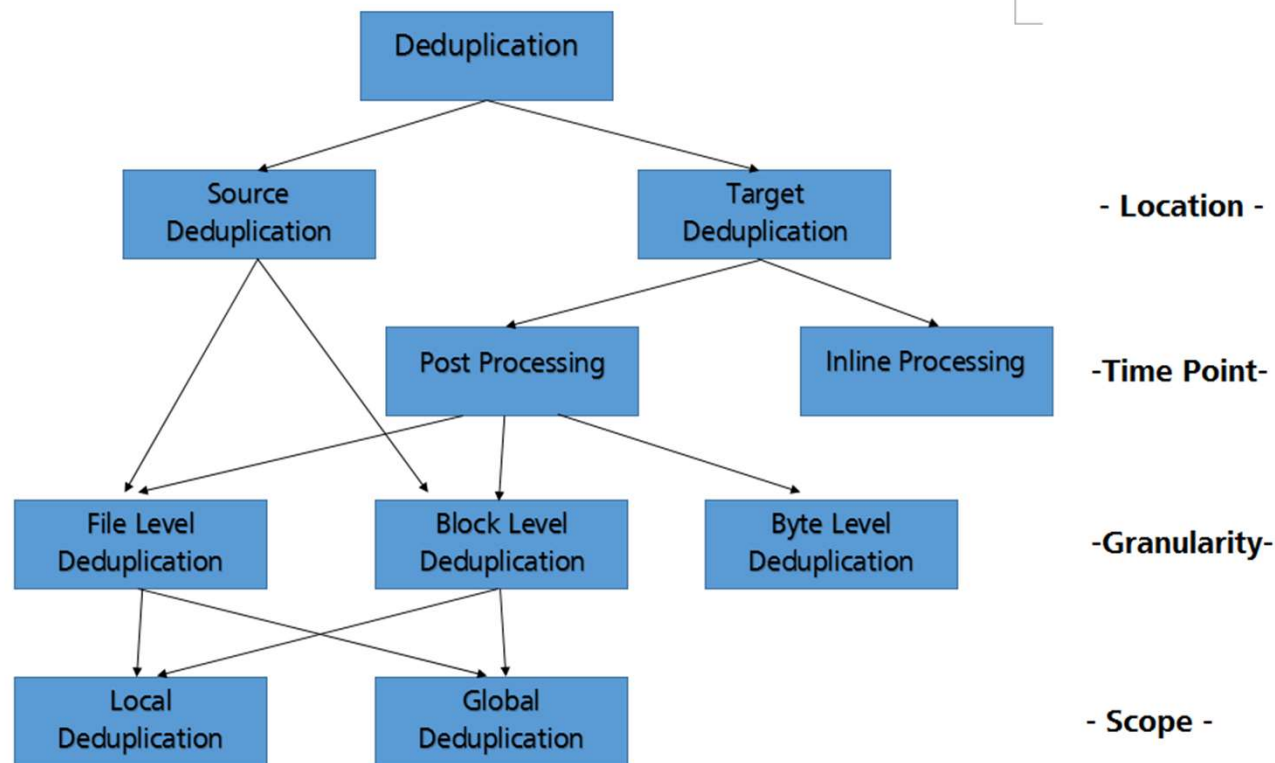 Deduplication
Source
Deduplication
Target
Deduplication
- Location -
Post Processing
Inline Processing
-Time Point-
File Level
Deduplication
Block Level
Deduplication
Byte Level
Deduplication
-Granularity-
Local
Deduplication
Global
Deduplication
- Scope -